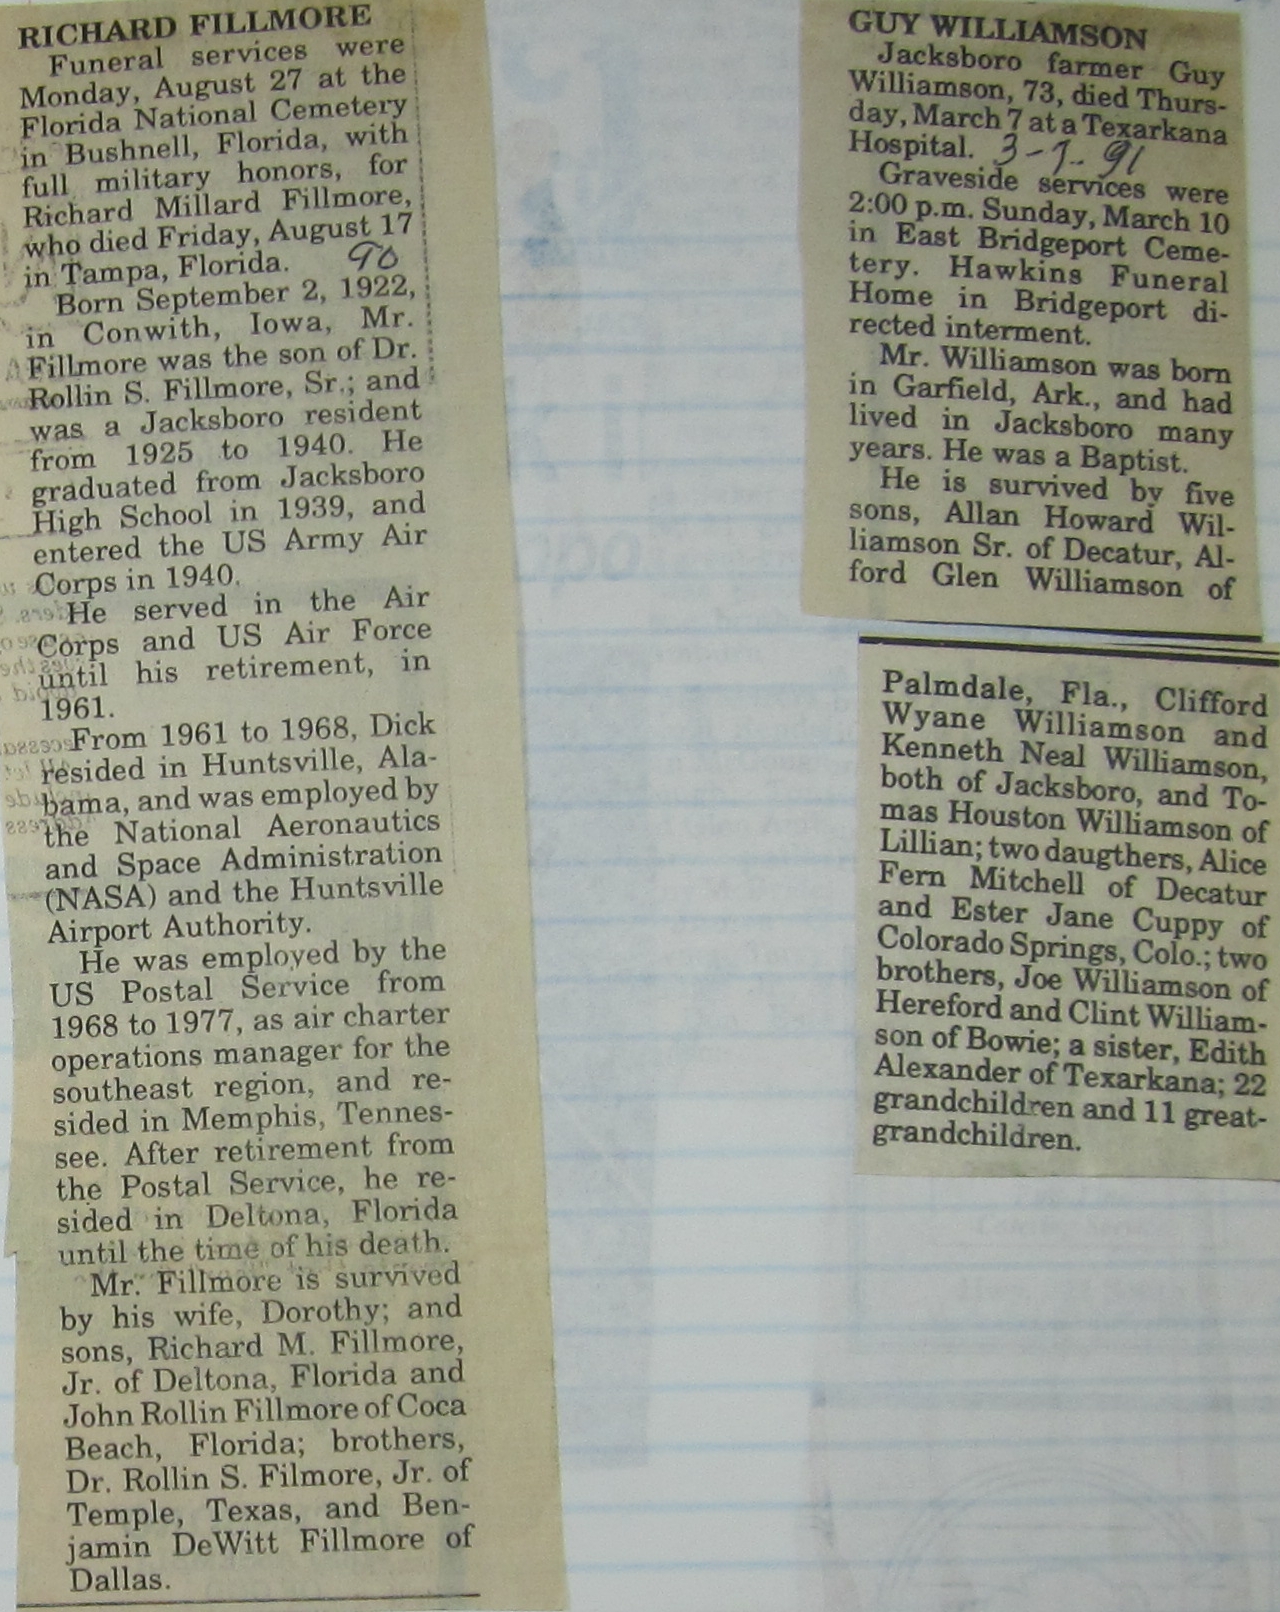 RICHARD FILLMORE
Funeral services were
Monday, August 27 at the
Florida National Cemetery
in Bushnell, Florida, with
full military honors, for
Richard Millard Fillmore,
who died Friday, August 17
in Tampa, Florida. 90
Born September 2, 1922,
in Conwith, Iowa, Mr.
Fillmore was the son of Dr.
Rollin S. Fillmore, Sr.; and
was a Jacksboro resident
from 1925 to 1940. He
graduated from Jacksboro
High School in 1939, and
entered the US Army Air
Corps in 1940.
He served in the Air
Corps and US Air Force
until his retirement, in
1961.
From 1961 to 1968, Dick
resided in Huntsville, Ala-
bama, and was employed by
the National Aeronautics
and Space Administration
(NASA) and the Huntsville
Airport Authority.
He was employed by the
US Postal Service from
1968 to 1977, as air charter
operations manager for the
southeast region, and re-
sided in Memphis, Tennes-
see. After retirement from
the Postal Service, he re-
sided in Deltona, Florida
until the time of his death.
Mr. Fillmore is survived
by his wife, Dorothy; and
sons, Richard M. Fillmore,
Jr. of Deltona, Florida and
John Rollin Fillmore of Coca
Beach, Florida; brothers,
Dr. Rollin S. Filmore, Jr. of
Temple, Texas, and Ben-
jamin DeWitt Fillmore of
Dallas.
GUY WILLIAMSON
Jacksboro farmer Guy
Williamson, 73, died Thurs-
day, March 7 at a Texarkana
Hospital. 3-7-91
Graveside services were
2:00 p.m. Sunday, March 10
in East Bridgeport Ceme-
tery. Hawkins Funeral
Home in Bridgeport di-
rected interment.
Mr. Williamson was born
in Garfield, Ark., and had
lived in Jacksboro many
years. He was a Baptist.
He is survived by five
sons, Allan Howard Wil-
liamson Sr. of Decatur, Al-
ford Glen Williamson of
Palmdale, Fla., Clifford
Wyane Williamson and
Kenneth Neal Williamson,
both of Jacksboro, and To-
mas Houston Williamson of
Lillian; two daugthers, Alice
Fern Mitchell of Decatur
and Ester Jane Cuppy of
Colorado Springs, Colo.; two
brothers, Joe Williamson of
Hereford and Clint William-
son of Bowie; a sister, Edith
Alexander of Texarkana; 22
grandchildren and 11 great-
grandchildren.